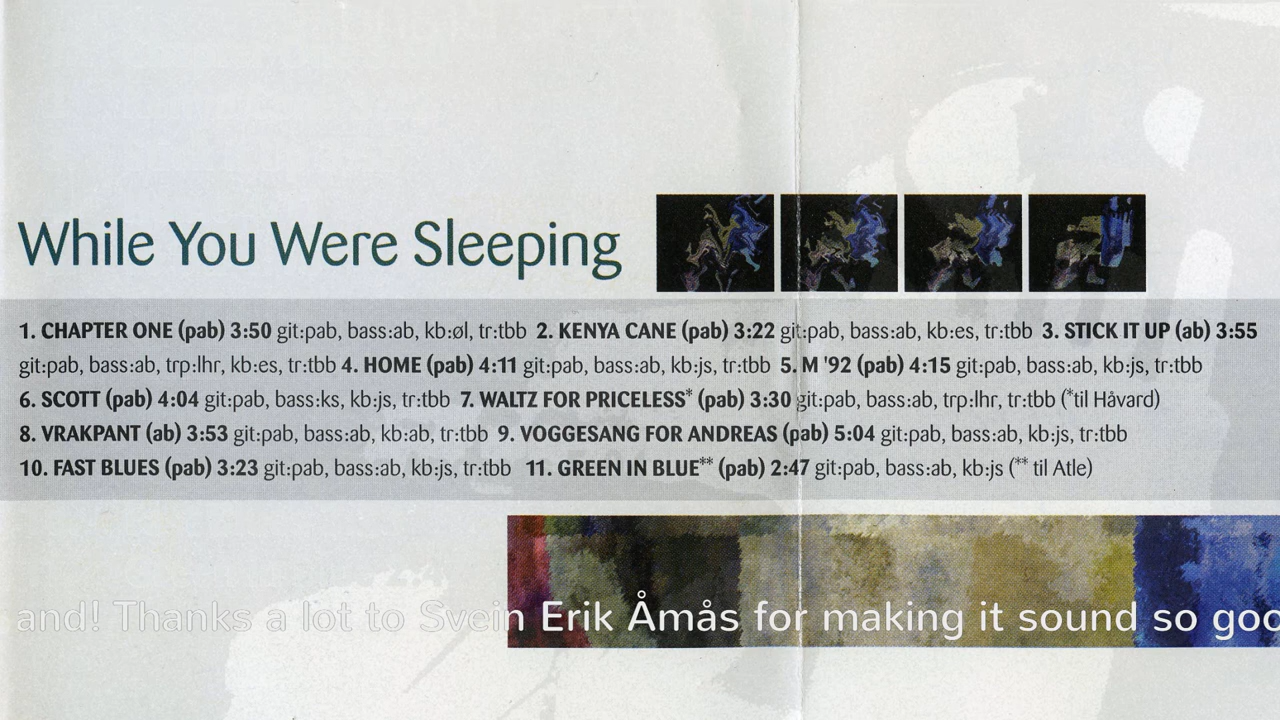 While You Were Sleeping
1. CHAPTER ONE (pab) 3:50 git:pab, bass:ab, kb:øl, tr:tbb 2. KENYA CANE (pab) 3:22 git:pab, bass:ab, kb:es, tr:tbb 3. STICK IT UP (ab) 3:55
git:pab, bass:ab, trp:lhr, kb:es, tr:tbb 4. HOME (pab) 4:11 git:pab, bass:ab, kb:js, tr:tbb 5. M '92 (pab) 4:15 git:pab, bass:ab, kb:js, tr:tbb
6. SCOTT (pab) 4:04 git:pab, bass:ks, kb:js, tr:tbb 7. WALTZ FOR PRICELESS* (pab) 3:30 git:pab, bass:ab, trp:lhr, tr:tbb (*til Håvard)
8. VRAKPANT (ab) 3:53 git:pab, bass:ab, kb:ab, tr:tbb 9. VOGGESANG FOR ANDREAS (pab) 5:04 git:pab, bass:ab, kb:js, tr:tbb
10. FAST BLUES (pab) 3:23 git:pab, bass:ab, kb:js, tr:tbb 11. GREEN IN BLUE** (pab) 2:47 git:pab, bass:ab, kb:js (** til Atle)
and! Thanks a lot to Svein Erik Åmås for making it sound so goo